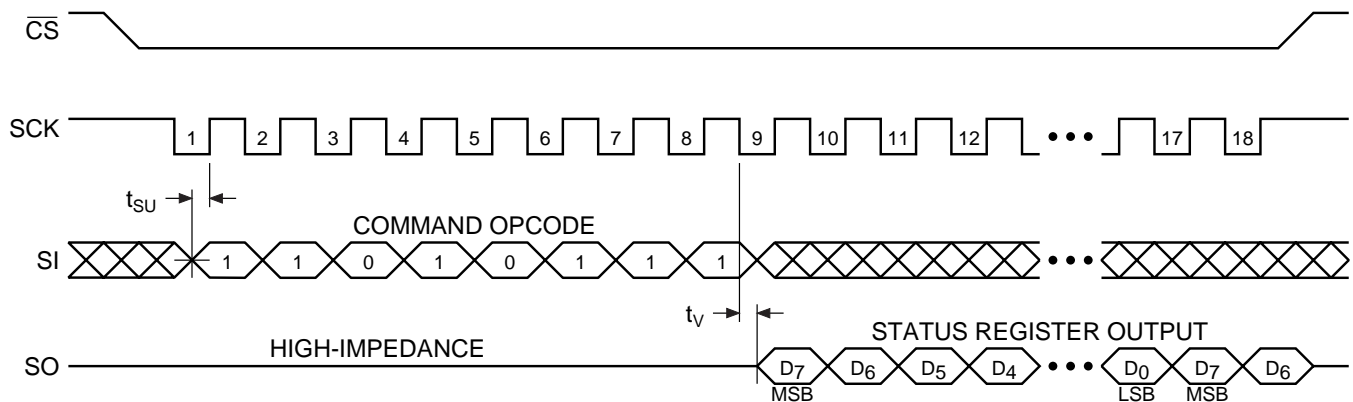 CS
SCK 1 2 3 4 5 6 7 8 9 10 11 12 ••• 17 18
tSU
COMMAND OPCODE
SI 1 1 0 1 0 1 1 1 •••
tV
HIGH-IMPEDANCE STATUS REGISTER OUTPUT
SO D7 D6 D5 D4 ••• D0 D7 D6
MSB LSB MSB